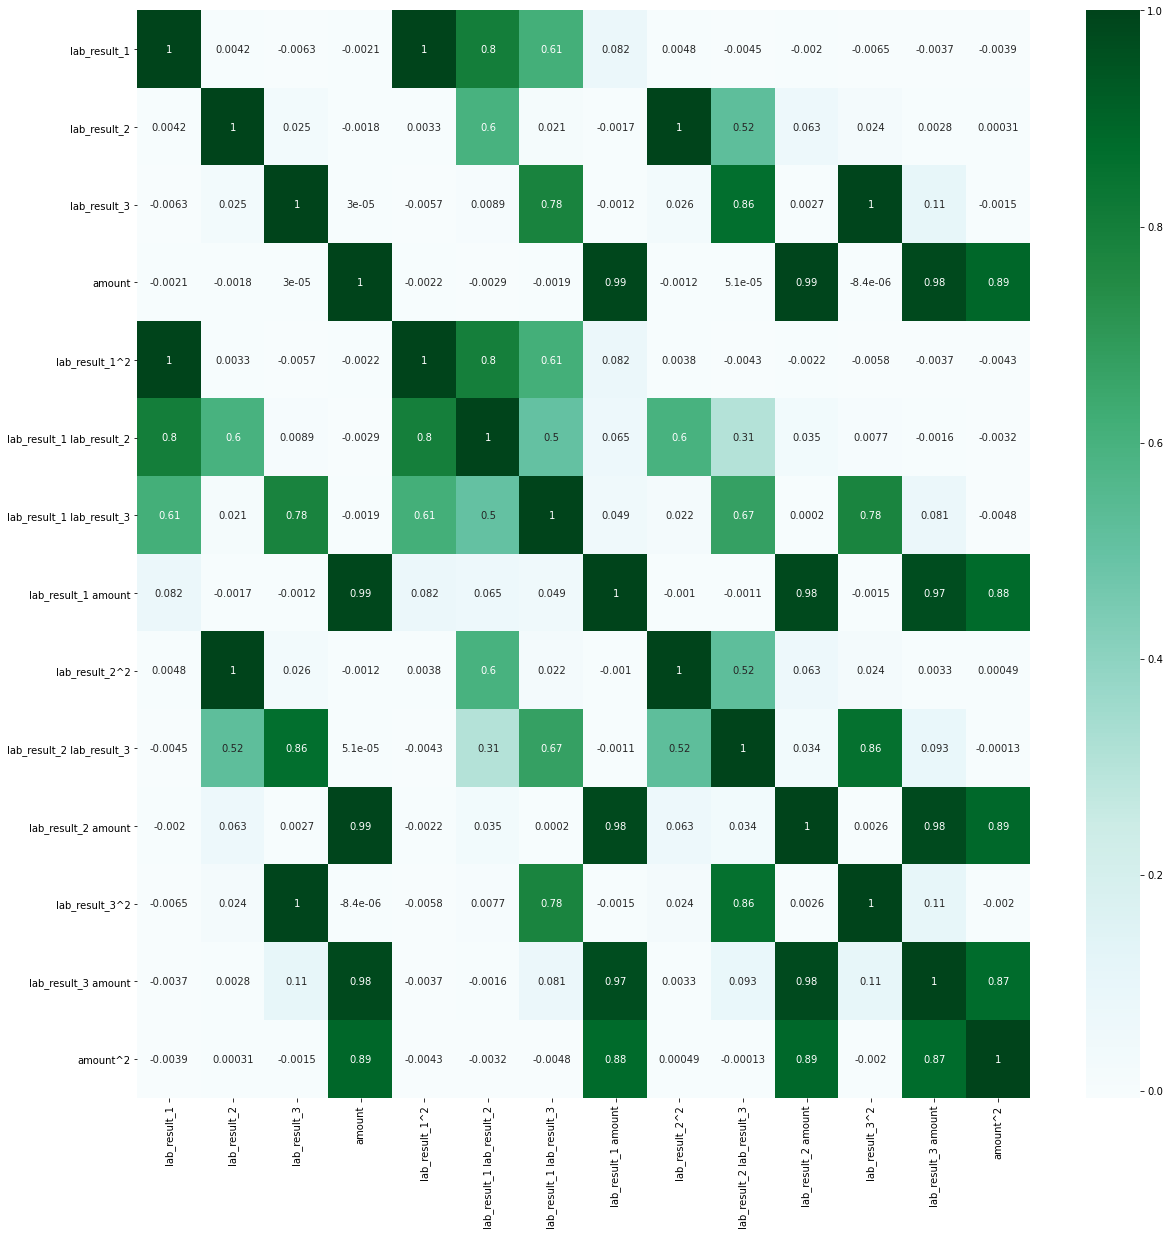 lab_result_1 1 0.0042 -0.0063 -0.0021 1 0.8 0.61 0.082 0.0048 -0.0045 -0.002 -0.0065 -0.0037 -0.0039
lab_result_2 0.0042 1 0.025 -0.0018 0.0033 0.6 0.021 -0.0017 1 0.52 0.063 0.024 0.0028 0.00031
lab_result_3 -0.0063 0.025 1 3e-05 -0.0057 0.0089 0.78 -0.0012 0.026 0.86 0.0027 1 0.11 -0.0015
amount -0.0021 -0.0018 3e-05 1 -0.0022 -0.0029 -0.0019 0.99 -0.0012 5.1e-05 0.99 -8.4e-06 0.98 0.89
lab_result_1^2 1 0.0033 -0.0057 -0.0022 1 0.8 0.61 0.082 0.0038 -0.0043 -0.0022 -0.0058 -0.0037 -0.0043
lab_result_1 lab_result_2 0.8 0.6 0.0089 -0.0029 0.8 1 0.5 0.065 0.6 0.31 0.035 0.0077 -0.0016 -0.0032
lab_result_1 lab_result_3 0.61 0.021 0.78 -0.0019 0.61 0.5 1 0.049 0.022 0.67 0.0002 0.78 0.081 -0.0048
lab_result_1 amount 0.082 -0.0017 -0.0012 0.99 0.082 0.065 0.049 1 -0.001 -0.0011 0.98 -0.0015 0.97 0.88
lab_result_2^2 0.0048 1 0.026 -0.0012 0.0038 0.6 0.022 -0.001 1 0.52 0.063 0.024 0.0033 0.00049
lab_result_2 lab_result_3 -0.0045 0.52 0.86 5.1e-05 -0.0043 0.31 0.67 -0.0011 0.52 1 0.034 0.86 0.093 -0.00013
lab_result_2 amount -0.002 0.063 0.0027 0.99 -0.0022 0.035 0.0002 0.98 0.063 0.034 1 0.0026 0.98 0.89
lab_result_3^2 -0.0065 0.024 1 -8.4e-06 -0.0058 0.0077 0.78 -0.0015 0.024 0.86 0.0026 1 0.11 -0.002
lab_result_3 amount -0.0037 0.0028 0.11 0.98 -0.0037 -0.0016 0.081 0.97 0.0033 0.093 0.98 0.11 1 0.87
amount^2 -0.0039 0.00031 -0.0015 0.89 -0.0043 -0.0032 -0.0048 0.88 0.00049 -0.00013 0.89 -0.002 0.87 1
lab_result_1
lab_result_2
lab_result_3
amount
lab_result_1^2
lab_result_1 lab_result_2
lab_result_1 lab_result_3
lab_result_1 amount
lab_result_2^2
lab_result_2 lab_result_3
lab_result_2 amount
lab_result_3^2
lab_result_3 amount
amount^2
1.0
0.8
0.6
0.4
0.2
0.0